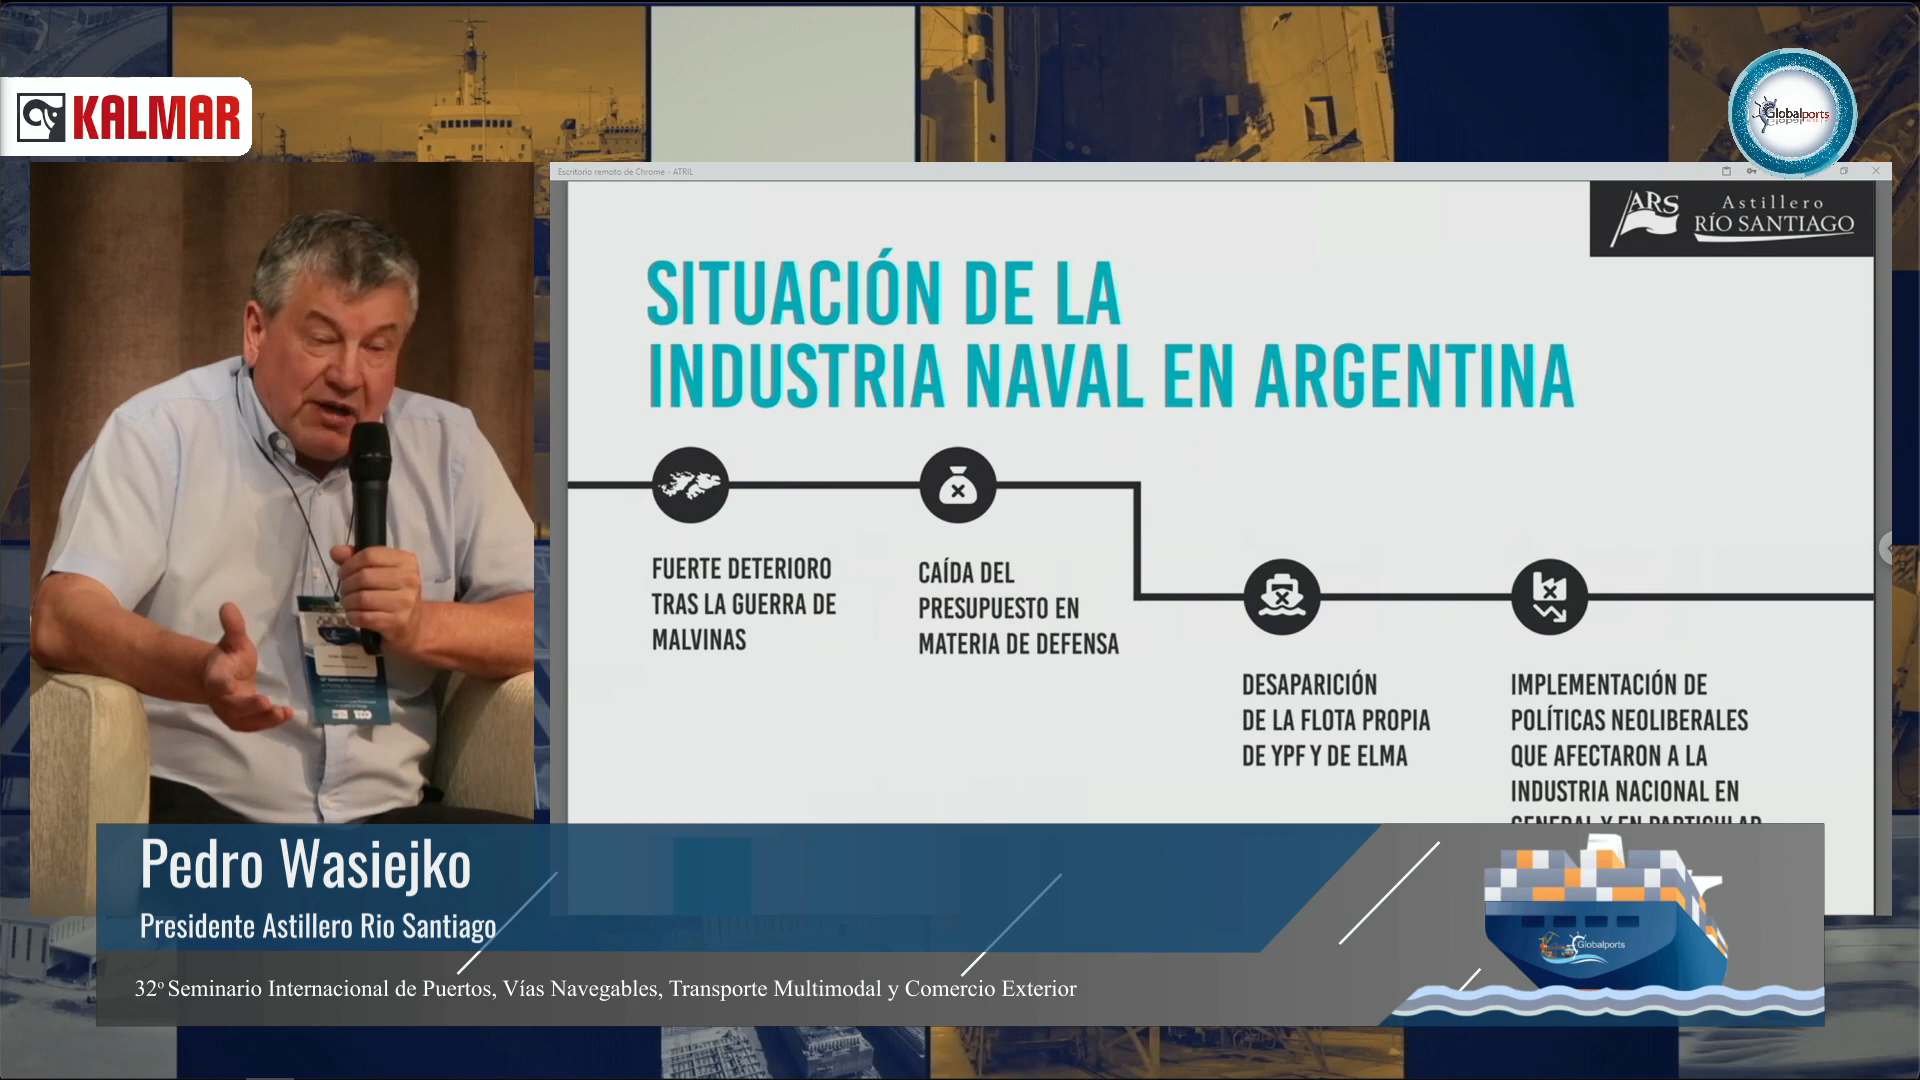 KALMAR
Globalports
Escritorio remoto de Chrome - ATRIL
ARS
Astillero
RÍO SANTIAGO
SITUACIÓN DE LA
INDUSTRIA NAVAL EN ARGENTINA
FUERTE DETERIORO
TRAS LA GUERRA DE
MALVINAS
CAÍDA DEL
PRESUPUESTO EN
MATERIA DE DEFENSA
DESAPARICIÓN
DE LA FLOTA PROPIA
DE YPF Y DE ELMA
IMPLEMENTACIÓN DE
POLÍTICAS NEOLIBERALES
QUE AFECTARON A LA
INDUSTRIA NACIONAL EN
GENERAL Y EN PARTICULAR
Pedro Wasiejko
Presidente Astillero Rio Santiago
Globalports
32º Seminario Internacional de Puertos, Vías Navegables, Transporte Multimodal y Comercio Exterior